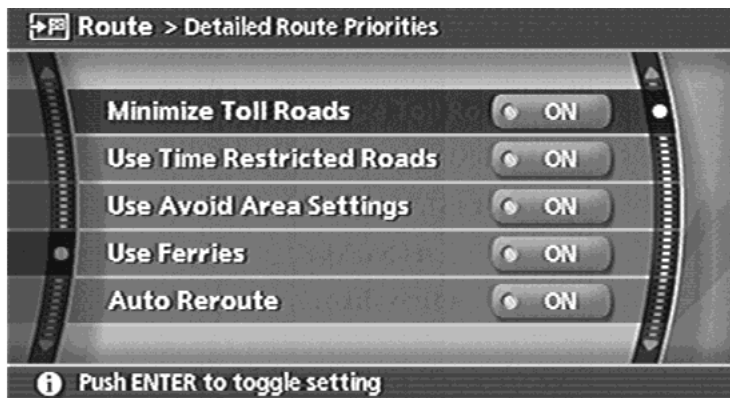 Route > Detailed Route Priorities
Minimize Toll Roads ON
Use Time Restricted Roads ON
Use Avoid Area Settings ON
Use Ferries ON
Auto Reroute ON
i Push ENTER to toggle setting